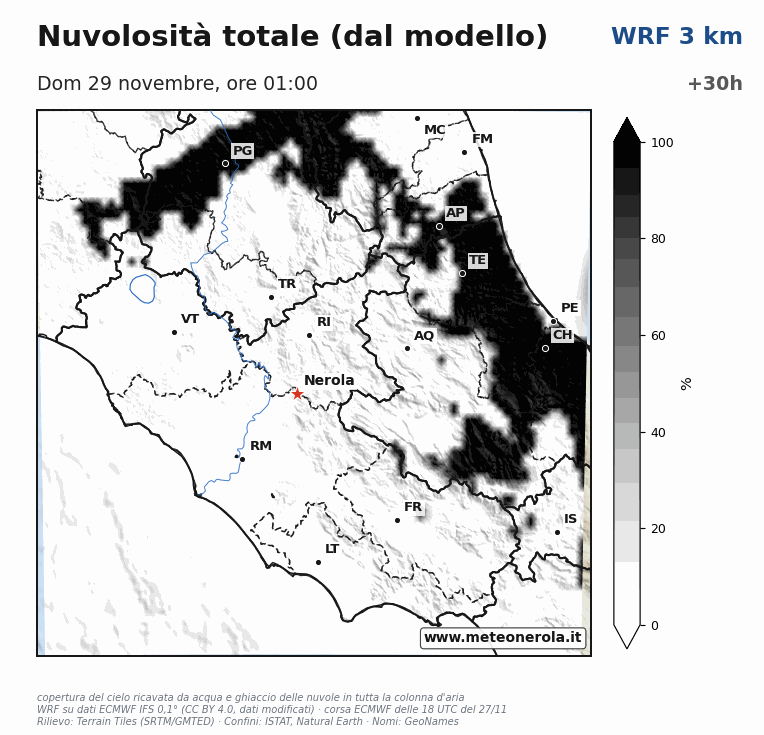 Nuvolosità totale (dal modello)
WRF 3 km
Dom 29 novembre, ore 01:00
+30h
MC
FM
PG
AP
TE
TR
PE
VT
RI
AQ
CH
Nerola
RM
FR
IS
LT
www.meteonerola.it
100
80
60
40
20
0
%
copertura del cielo ricavata da acqua e ghiaccio delle nuvole in tutta la colonna d'aria
WRF su dati ECMWF IFS 0,1° (CC BY 4.0, dati modificati) · corsa ECMWF delle 18 UTC del 27/11
Rilievo: Terrain Tiles (SRTM/GMTED) · Confini: ISTAT, Natural Earth · Nomi: GeoNames